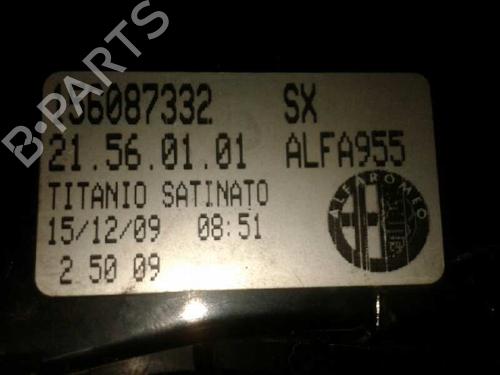 156087332 SX
21.56.01.01 ALFA955
TITANIO SATINATO
15/12/09 08:51
2 50 09
ALFA ROMEO
B-PARTS